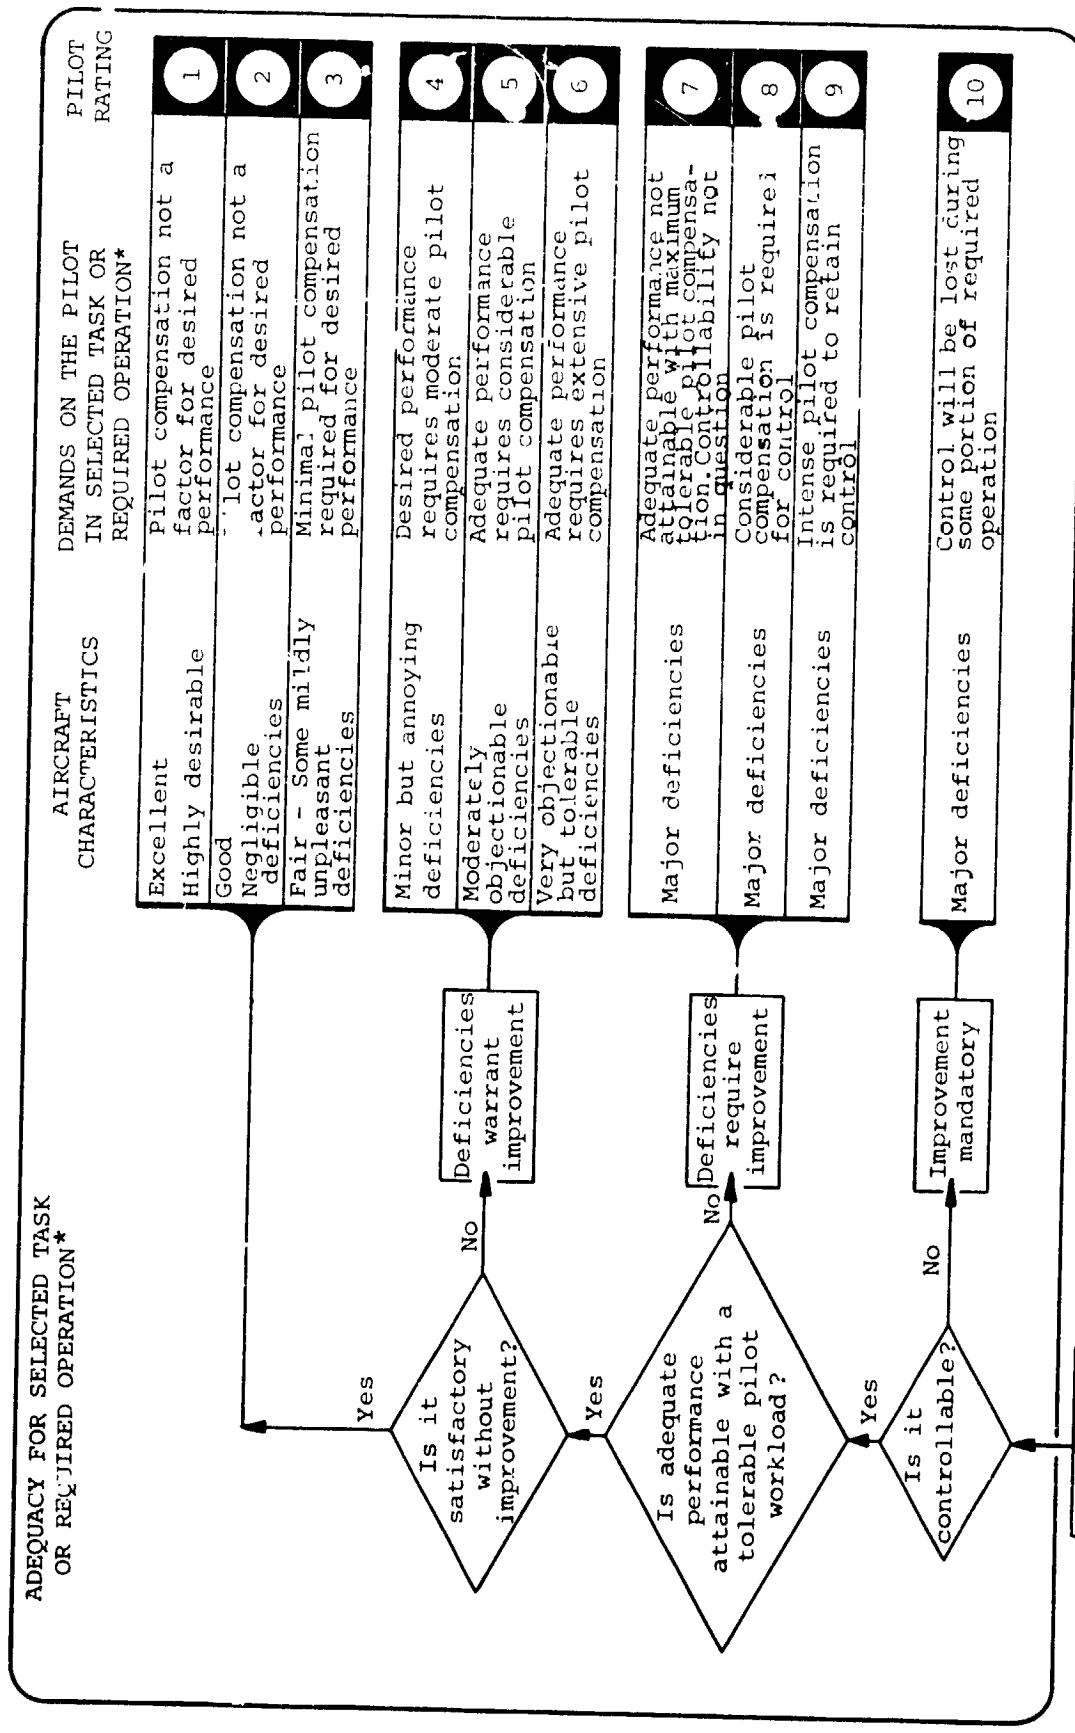 ADEQUACY FOR SELECTED TASK
OR REQUIRED OPERATION*
AIRCRAFT
CHARACTERISTICS
DEMANDS ON THE PILOT
IN SELECTED TASK OR
REQUIRED OPERATION*
PILOT
RATING
Excellent
Highly desirable
Pilot compensation not a
factor for desired
performance
1
Good
Negligible
deficiencies
compensation not a
for desired
performance
2
Fair - Some mildly
unpleasant
deficiencies
Minimal pilot compensation
required for desired
performance
3
Yes
Is it
satisfactory
without
improvement?
No
Deficiencies
warrant
improvement
Minor but annoying
deficiencies
Desired performance
requires moderate pilot
compensation
4
Moderately
objectionable
deficiencies
Adequate performance
requires considerable
pilot compensation
5
Very objectionable
but tolerable
deficiencies
Adequate performance
requires extensive pilot
compensation
6
Yes
Is adequate
performance
attainable with a
tolerable pilot
workload?
No
Deficiencies
require
improvement
Major deficiencies
Adequate performance not
attainable with maximum
tolerable pilot compensa-
tion.Controllability not
in question
7
Major deficiencies
Considerable pilot
compensation is required
for control
8
Major deficiencies
Intense pilot compensation
is required to retain
control
9
Yes
Is it
controllable?
No
Improvement
mandatory
Major deficiencies
Control will be lost during
some portion of required
operation
10